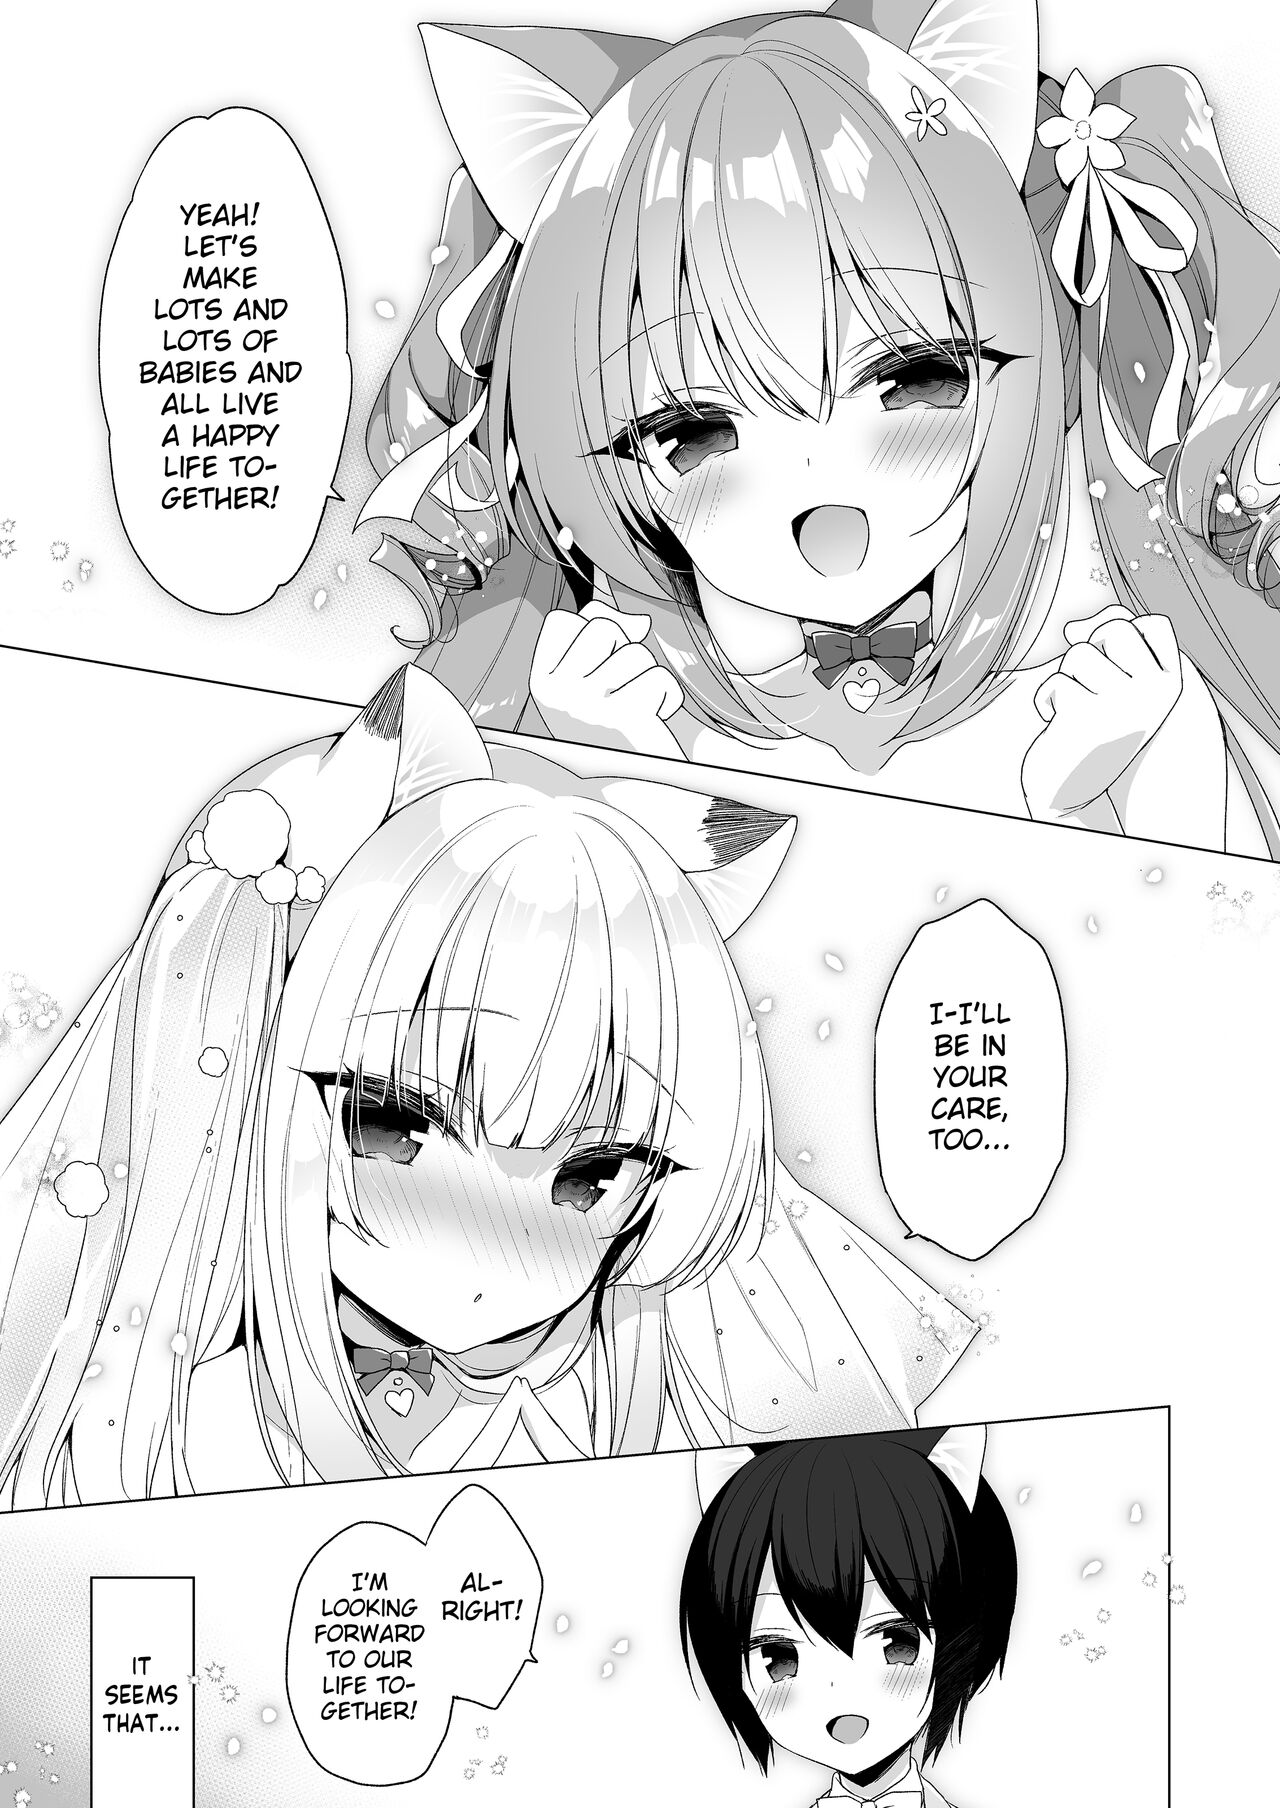 YEAH!
LET'S
MAKE
LOTS AND
LOTS OF
BABIES AND
ALL LIVE
A HAPPY
LIFE TO-
GETHER!
I-I'LL
BE IN
YOUR
CARE,
TOO...
AL-
RIGHT!
I'M
LOOKING
FORWARD
TO OUR
LIFE TO-
GETHER!
IT
SEEMS
THAT...